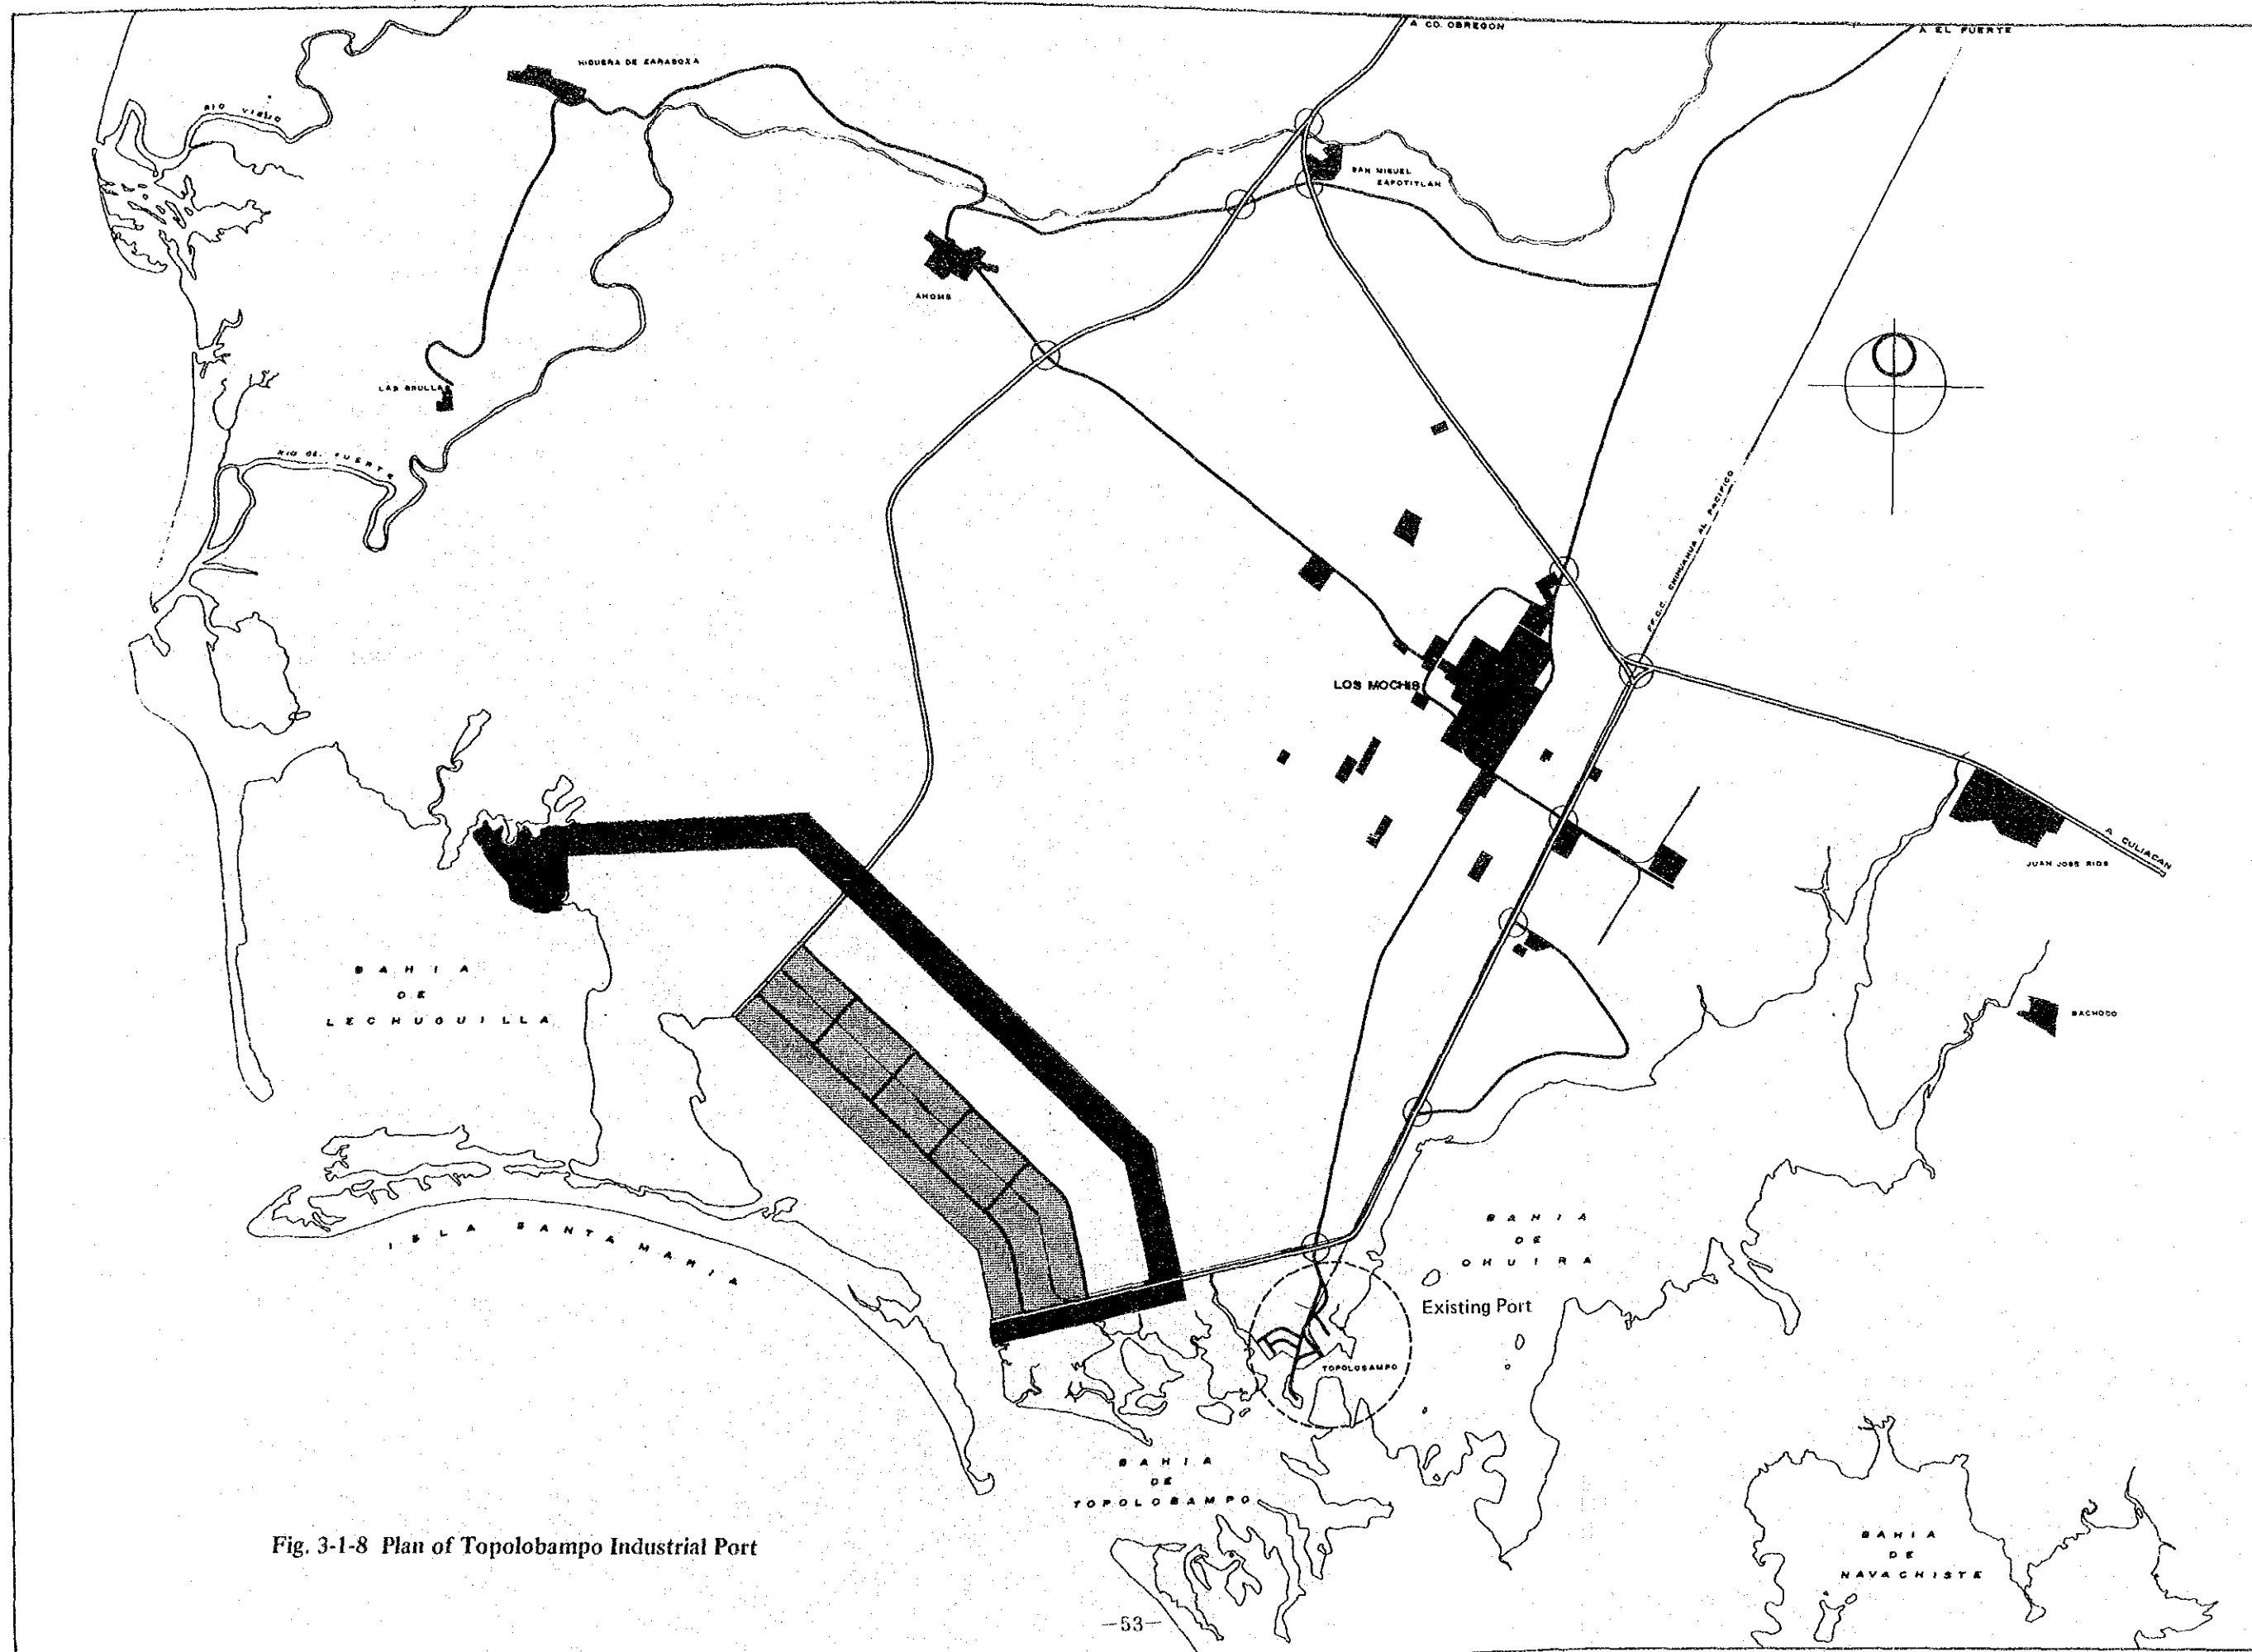 A CD. OBREGON
A EL FUERTE
HIGUERA DE ZARAGOZA
RIO VIEJO
SAN MIGUEL
ZAPOTITLAN
AHOME
LAS GRULLAS
RIO DEL FUERTE
FF.C.C. CHIHUAHUA AL PACIFICO
LOS MOCHIS
A CULIACAN
JUAN JOSE RIOS
BAHIA
DE
LECHUGUILLA
BACHOCO
ISLA SANTA MARIA
BAHIA
DE
OHUIRA
Existing Port
TOPOLOBAMPO
BAHIA
DE
TOPOLOBAMPO
BAHIA
DE
NAVACHISTE
Fig. 3-1-8 Plan of Topolobampo Industrial Port
—53—